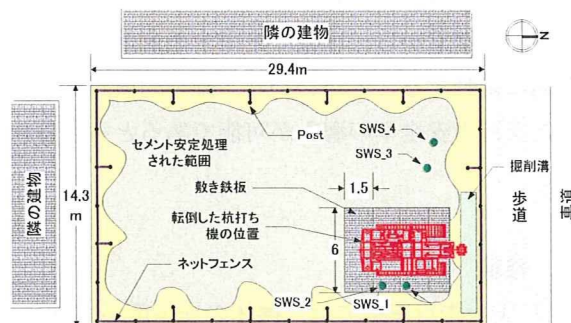 隣の建物
N
29.4m
Post
SWS_4
SWS_3
セメント安定処理
された範囲
掘削溝
敷き鉄板
1.5
転倒した杭打ち
機の位置
6
隣の建物
14.3
m
歩道
ネットフェンス
SWS_2
SWS_1